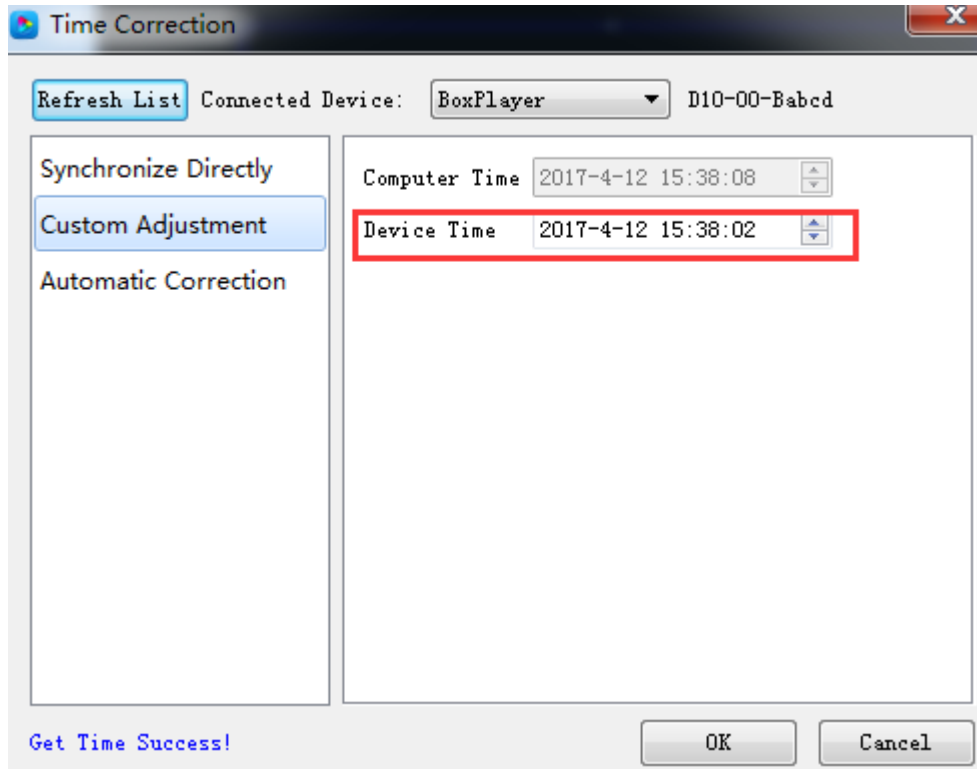 Time Correction
Refresh List Connected Device: BoxPlayer D10-00-Babcd
Synchronize Directly
Custom Adjustment
Automatic Correction
Computer Time 2017-4-12 15:38:08
Device Time 2017-4-12 15:38:02
Get Time Success!
OK Cancel